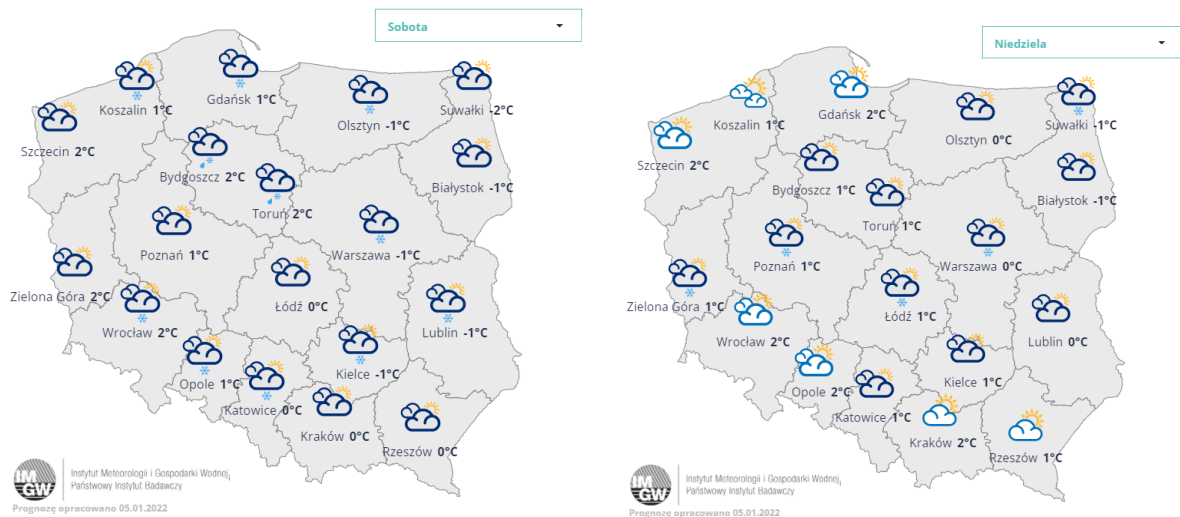 Sobota
Gdańsk 1°C
Koszalin 1°C
Suwałki -2°C
Olsztyn -1°C
Szczecin 2°C
Bydgoszcz 2°C
Białystok -1°C
Toruń 2°C
Poznań 1°C
Warszawa -1°C
Zielona Góra 2°C
Łódź 0°C
Wrocław 2°C
Lublin -1°C
Kielce -1°C
Opole 1°C
Katowice 0°C
Kraków 0°C
Rzeszów 0°C
IM
GW
Instytut Meteorologii i Gospodarki Wodnej,
Państwowy Instytut Badawczy
Prognozę opracowano 05.01.2022
Niedziela
Gdańsk 2°C
Koszalin 1°C
Suwałki -1°C
Olsztyn 0°C
Szczecin 2°C
Bydgoszcz 1°C
Białystok -1°C
Toruń 1°C
Poznań 1°C
Warszawa 0°C
Zielona Góra 1°C
Łódź 1°C
Wrocław 2°C
Lublin 0°C
Kielce 1°C
Opole 2°C
Katowice 1°C
Kraków 2°C
Rzeszów 1°C
IM
GW
Instytut Meteorologii i Gospodarki Wodnej,
Państwowy Instytut Badawczy
Prognozę opracowano 05.01.2022